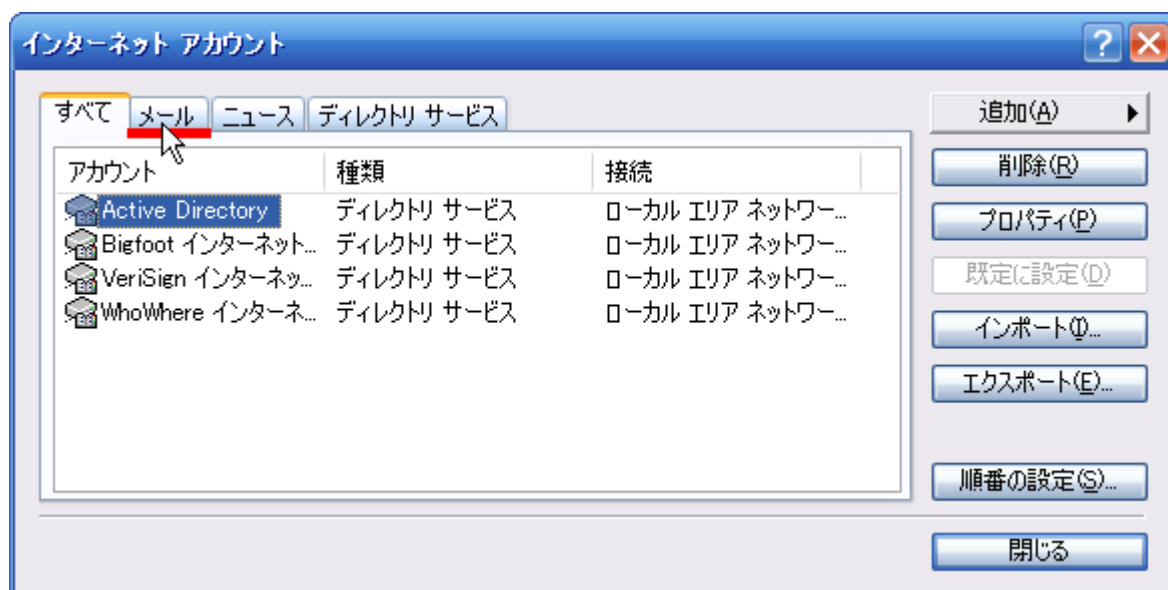 インターネット アカウント
すべて メール ニュース ディレクトリ サービス
アカウント 種類 接続
Active Directory ディレクトリ サービス ローカル エリア ネットワー...
Bigfoot インターネット... ディレクトリ サービス ローカル エリア ネットワー...
VeriSign インターネッ... ディレクトリ サービス ローカル エリア ネットワー...
WhoWhere インターネ... ディレクトリ サービス ローカル エリア ネットワー...
追加(A)
削除(R)
プロパティ(P)
既定に設定(D)
インポート(I)...
エクスポート(E)...
順番の設定(S)...
閉じる